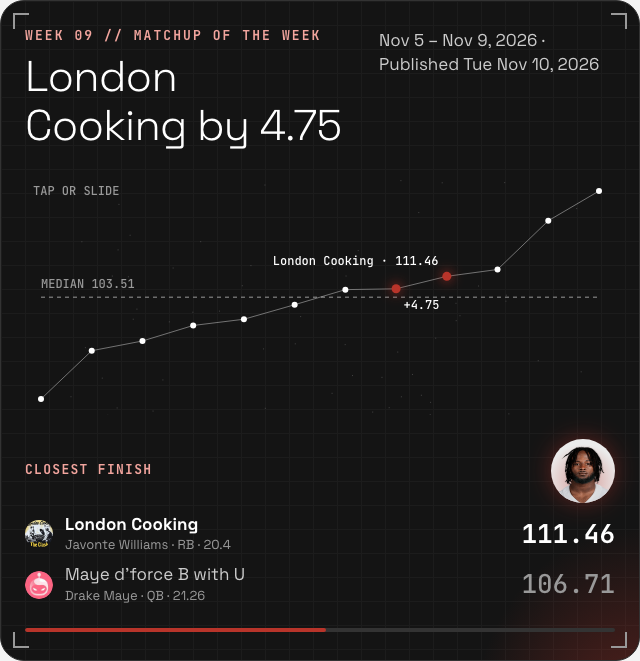 WEEK 09 // MATCHUP OF THE WEEK
London
Cooking by 4.75
Nov 5 – Nov 9, 2026 ·
Published Tue Nov 10, 2026
TAP OR SLIDE
London Cooking · 111.46
MEDIAN 103.51
+4.75
CLOSEST FINISH
London Cooking
Javonte Williams · RB · 20.4
111.46
Maye d'force B with U
Drake Maye · QB · 21.26
106.71